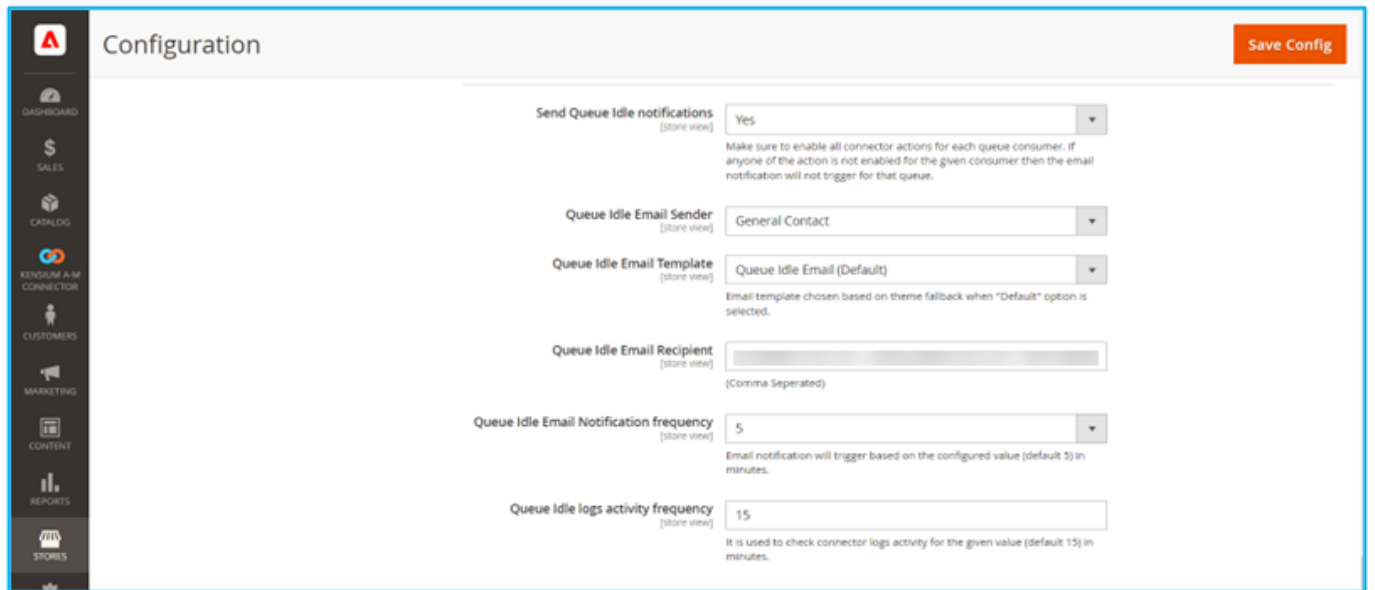 Configuration
Save Config
DASHBOARD
$
SALES
CATALOG
KENSIUM A-M
CONNECTOR
CUSTOMERS
MARKETING
CONTENT
REPORTS
STORES
Send Queue Idle notifications
[store view]
Yes
Make sure to enable all connector actions for each queue consumer. If
anyone of the action is not enabled for the given consumer then the email
notification will not trigger for that queue.
Queue Idle Email Sender
[store view]
General Contact
Queue Idle Email Template
[store view]
Queue Idle Email (Default)
Email template chosen based on theme fallback when "Default" option is
selected.
Queue Idle Email Recipient
[store view]
(Comma Seperated)
Queue Idle Email Notification frequency
[store view]
5
Email notification will trigger based on the configured value (default 5) in
minutes.
Queue Idle logs activity frequency
[store view]
15
It is used to check connector logs activity for the given value (default 15) in
minutes.